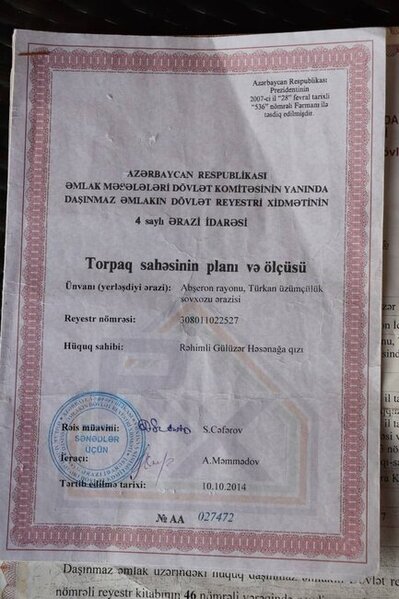 Azərbaycan Respublikası
Prezidentinin
2007-ci il "28" fevral tarixli
"536" nömrəli Fərmanı ilə
təsdiq edilmişdir.
AZƏRBAYCAN RESPUBLİKASI
ƏMLAK MƏSƏLƏLƏRİ DÖVLƏT KOMİTƏSİNİN YANINDA
DAŞINMAZ ƏMLAKIN DÖVLƏT REYESTRİ XİDMƏTİNİN
4 saylı ƏRAZİ İDARƏSİ
Torpaq sahəsinin planı və ölçüsü
Ünvanı (yerləşdiyi ərazi): Abşeron rayonu, Türkan üzümçülük
sovxozu ərazisi
Reyestr nömrəsi: 308011022527
Hüquq sahibi: Rəhimli Gülüzər Həsənağa qızı
Rəis müavini: S.Cəfərov
SƏNƏDLƏR
ÜÇÜN
İcraçı: A.Məmmədov
Tərtib edilmə tarixi: 10.10.2014
№ AA 027472
Daşınmaz əmlak üzərindəki hüquq
nömrəli reyestr kitabının 46 nömrəli